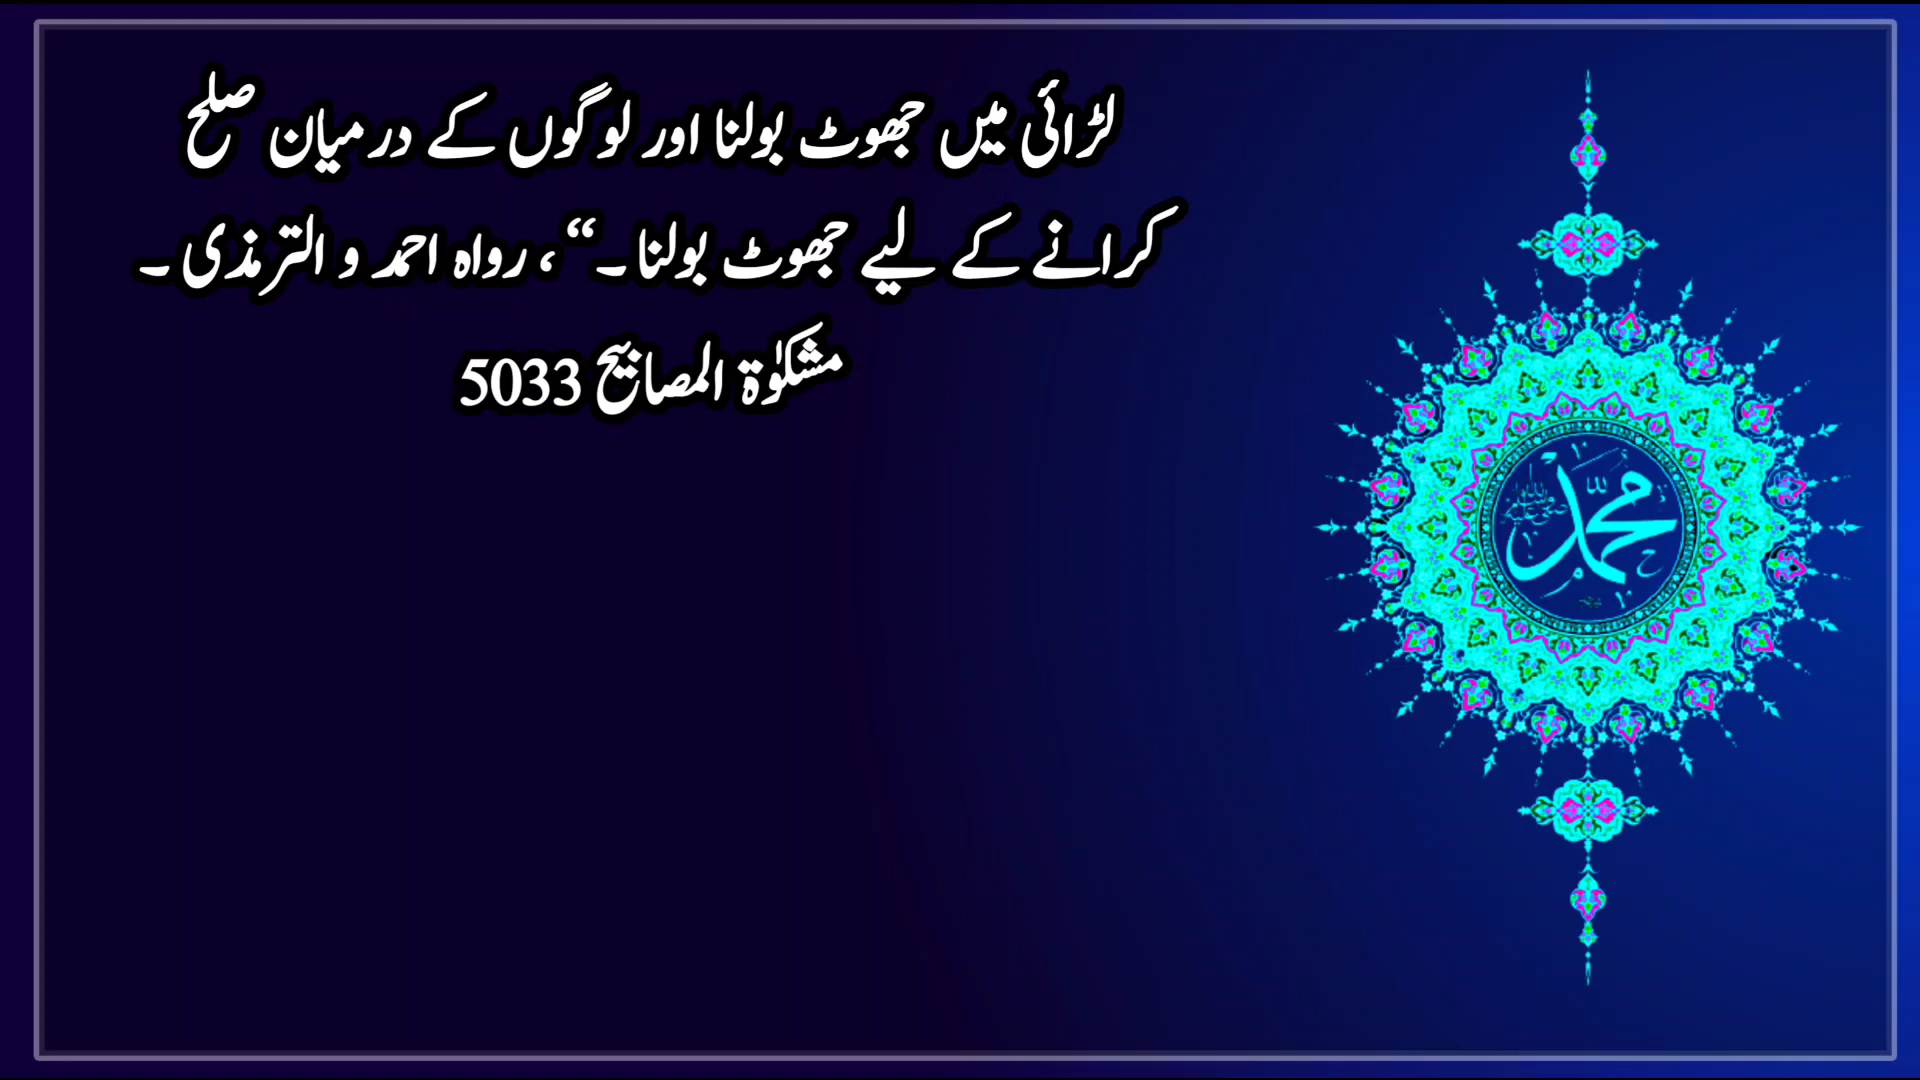 لڑائی میں جھوٹ بولنا اور لوگوں کے درمیان صلح
کرانے کے لیے جھوٹ بولنا ۔“ ، رواہ احمد و الترمذی ۔
مشکوٰۃ المصابیح 5033
محمد